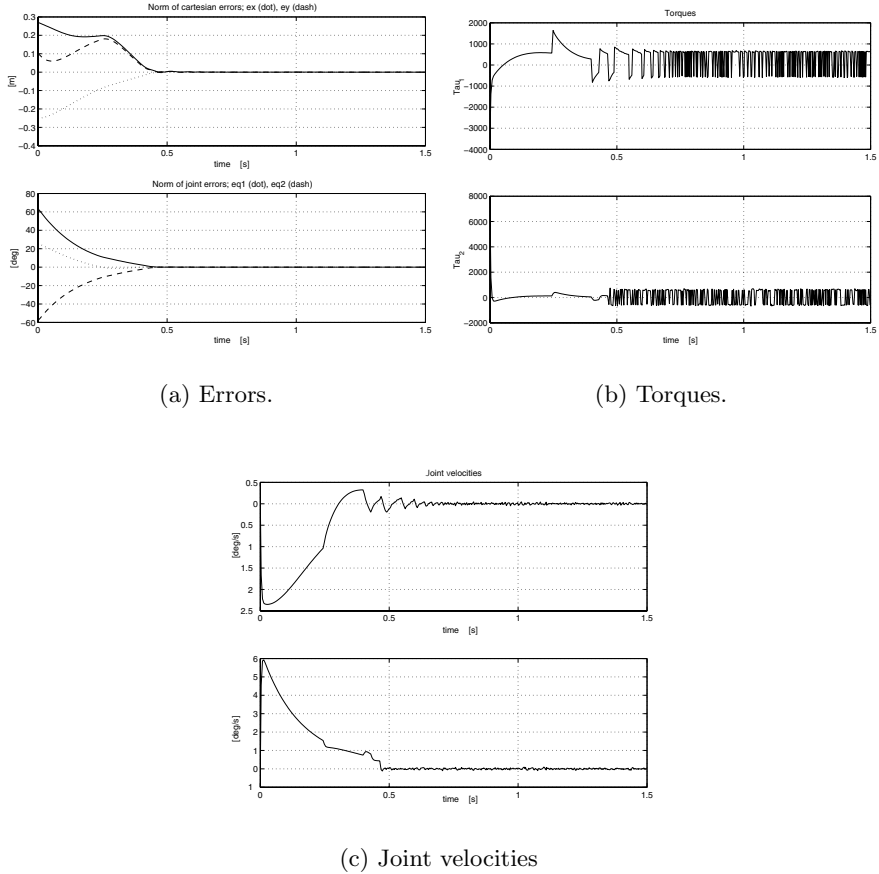 Norm of cartesian errors; ex (dot), ey (dash)
0.3
0.2
0.1
0
−0.1
−0.2
−0.3
−0.4
[m]
0 0.5 1 1.5
time [s]
Norm of joint errors; eq1 (dot), eq2 (dash)
80
60
40
20
0
−20
−40
−60
[deg]
0 0.5 1 1.5
time [s]
(a) Errors.
Torques
2000
1000
0
−1000
−2000
−3000
−4000
Tau1
0 0.5 1 1.5
time [s]
8000
6000
4000
2000
0
−2000
Tau2
0 0.5 1 1.5
time [s]
(b) Torques.
Joint velocities
0.5
0
0.5
1
1.5
2
2.5
[deg/s]
0 0.5 1 1.5
time [s]
6
5
4
3
2
1
0
1
[deg/s]
0 0.5 1 1.5
time [s]
(c) Joint velocities